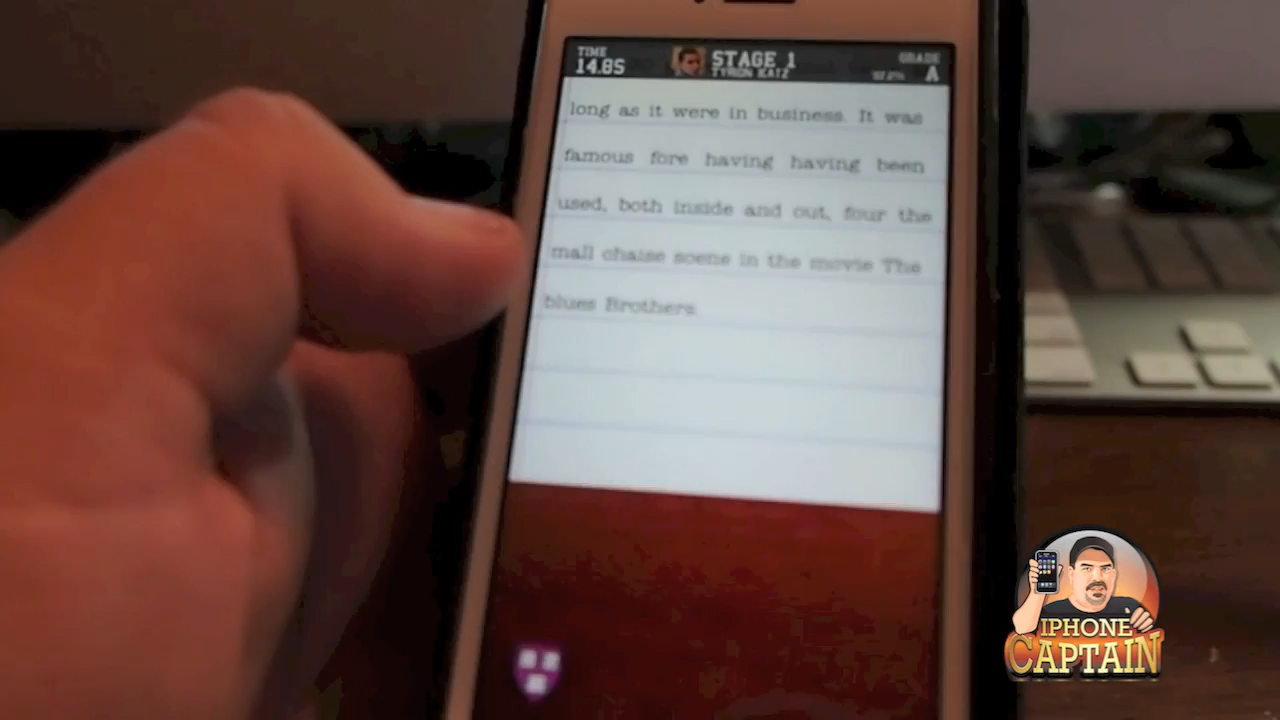 TIME
14.8S
STAGE 1
TYRON KATZ
GRADE
A
long as it were in business. It was
famous fore having having been
used, both inside and out, four the
mall chaise scene in the movie The
blues Brothers
IPHONE
CAPTAIN